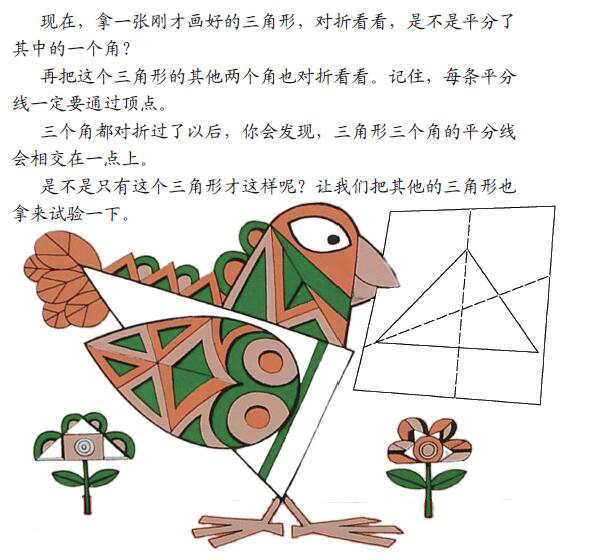 现在，拿一张刚才画好的三角形，对折看看，是不是平分了
其中的一个角？
再把这个三角形的其他两个角也对折看看。记住，每条平分
线一定要通过顶点。
三个角都对折过了以后，你会发现，三角形三个角的平分线
会相交在一点上。
是不是只有这个三角形才这样呢？让我们把其他的三角形也
拿来试验一下。